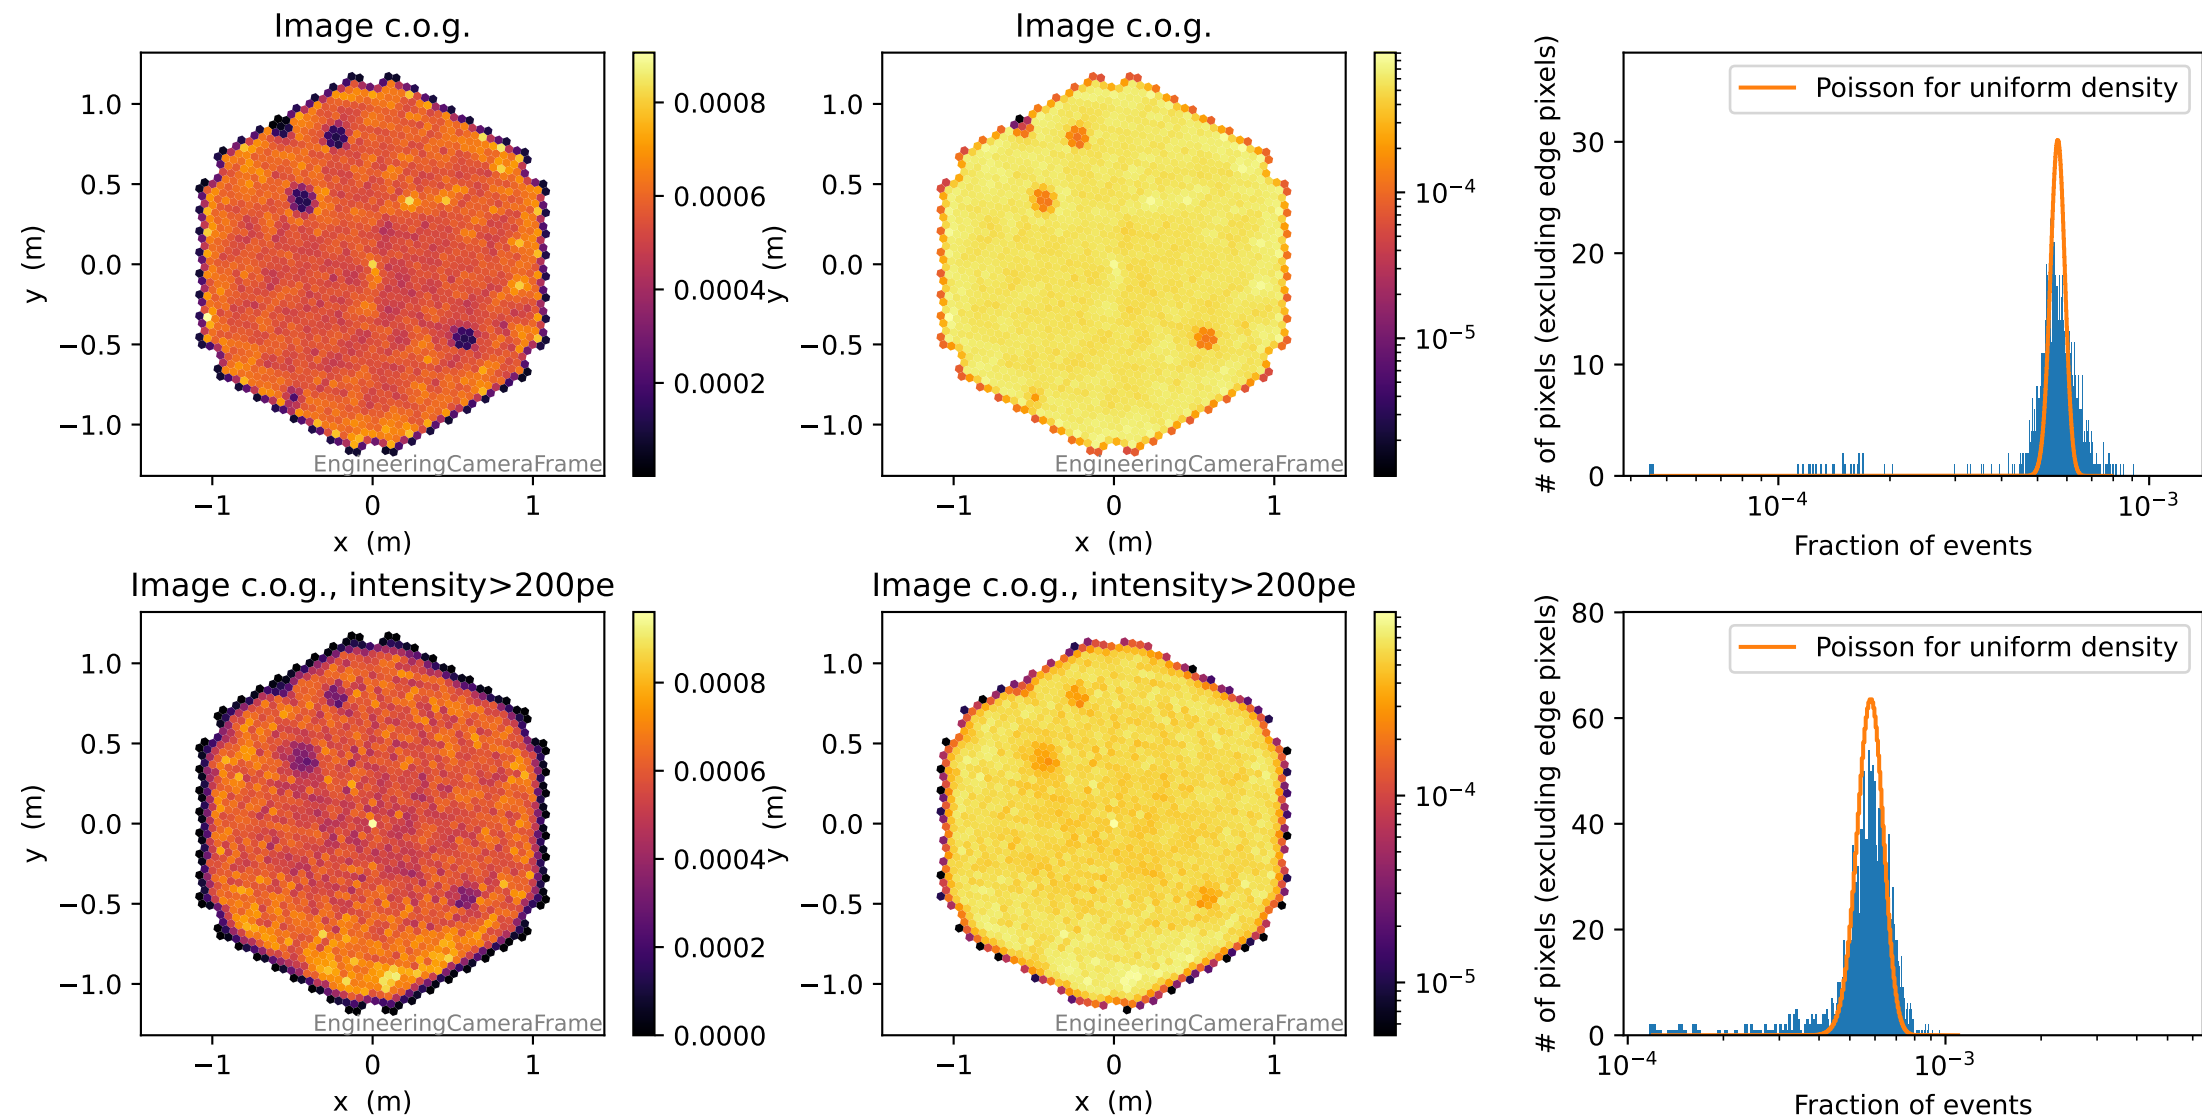 Image c.o.g.
1.0
0.5
0.0
−0.5
−1.0
y (m)
−1
0
1
x (m)
EngineeringCameraFrame
0.0008
0.0006
0.0004
0.0002
Image c.o.g.
1.0
0.5
0.0
−0.5
−1.0
y (m)
−1
0
1
x (m)
EngineeringCameraFrame
10⁻⁴
10⁻⁵
# of pixels (excluding edge pixels)
30
20
10
0
Poisson for uniform density
10⁻⁴
10⁻³
Fraction of events
Image c.o.g., intensity>200pe
1.0
0.5
0.0
−0.5
−1.0
y (m)
−1
0
1
x (m)
EngineeringCameraFrame
0.0008
0.0006
0.0004
0.0002
0.0000
Image c.o.g., intensity>200pe
1.0
0.5
0.0
−0.5
−1.0
y (m)
−1
0
1
x (m)
EngineeringCameraFrame
10⁻⁴
10⁻⁵
# of pixels (excluding edge pixels)
80
60
40
20
0
Poisson for uniform density
10⁻⁴
10⁻³
Fraction of events